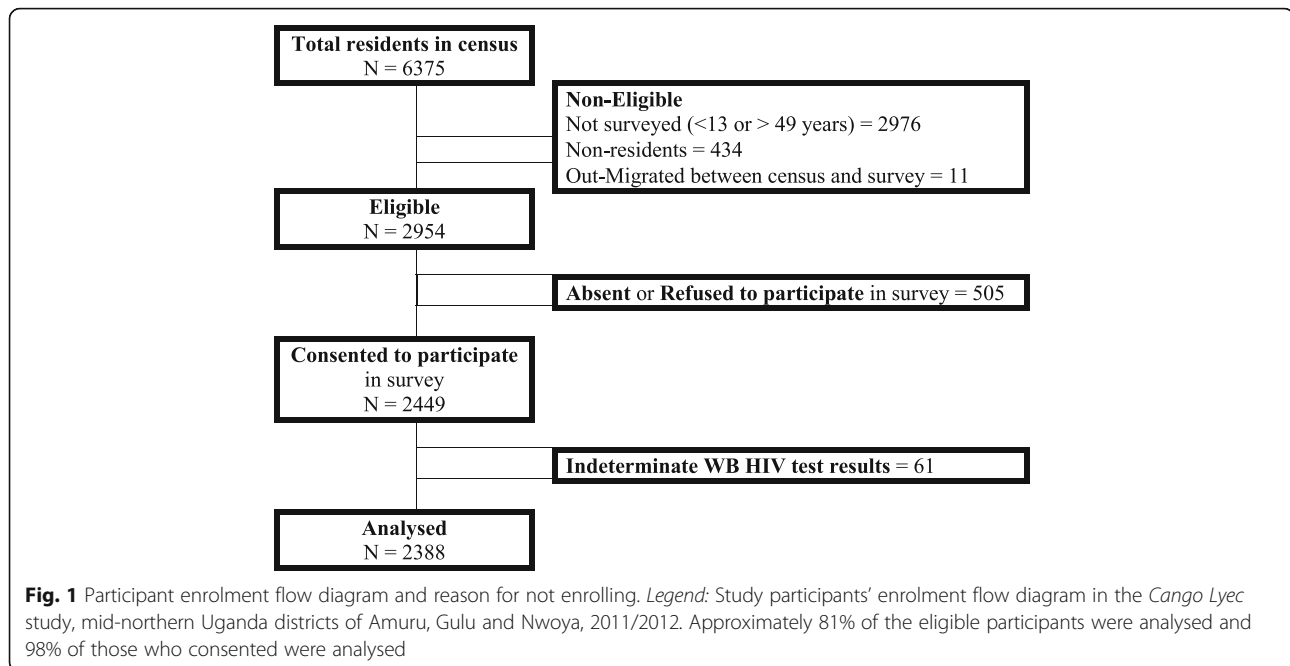 Total residents in census
N = 6375
Non-Eligible
Not surveyed (<13 or > 49 years) = 2976
Non-residents = 434
Out-Migrated between census and survey = 11
Eligible
N = 2954
Absent or Refused to participate in survey = 505
Consented to participate
in survey
N = 2449
Indeterminate WB HIV test results = 61
Analysed
N = 2388
Fig. 1 Participant enrolment flow diagram and reason for not enrolling. Legend: Study participants’ enrolment flow diagram in the Cango Lyec
study, mid-northern Uganda districts of Amuru, Gulu and Nwoya, 2011/2012. Approximately 81% of the eligible participants were analysed and
98% of those who consented were analysed